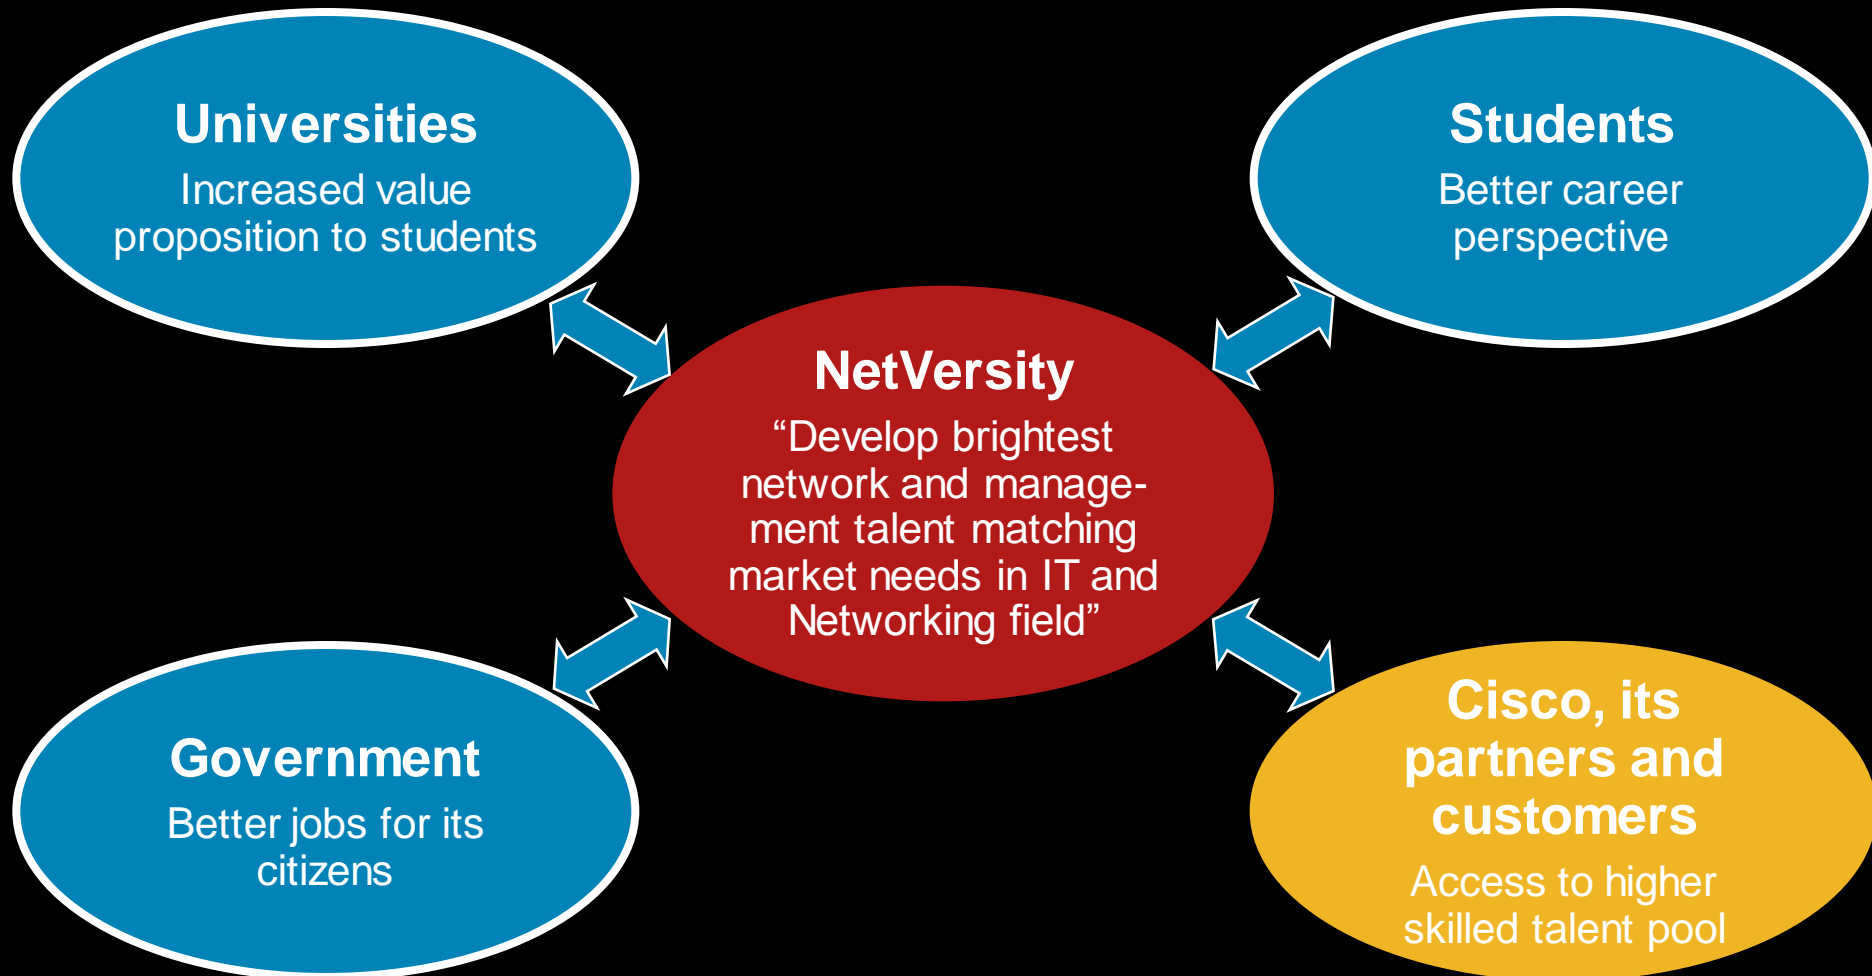 Universities
Increased value
proposition to students
Students
Better career
perspective
NetVersity
“Develop brightest
network and manage-
ment talent matching
market needs in IT and
Networking field”
Government
Better jobs for its
citizens
Cisco, its
partners and
customers
Access to higher
skilled talent pool